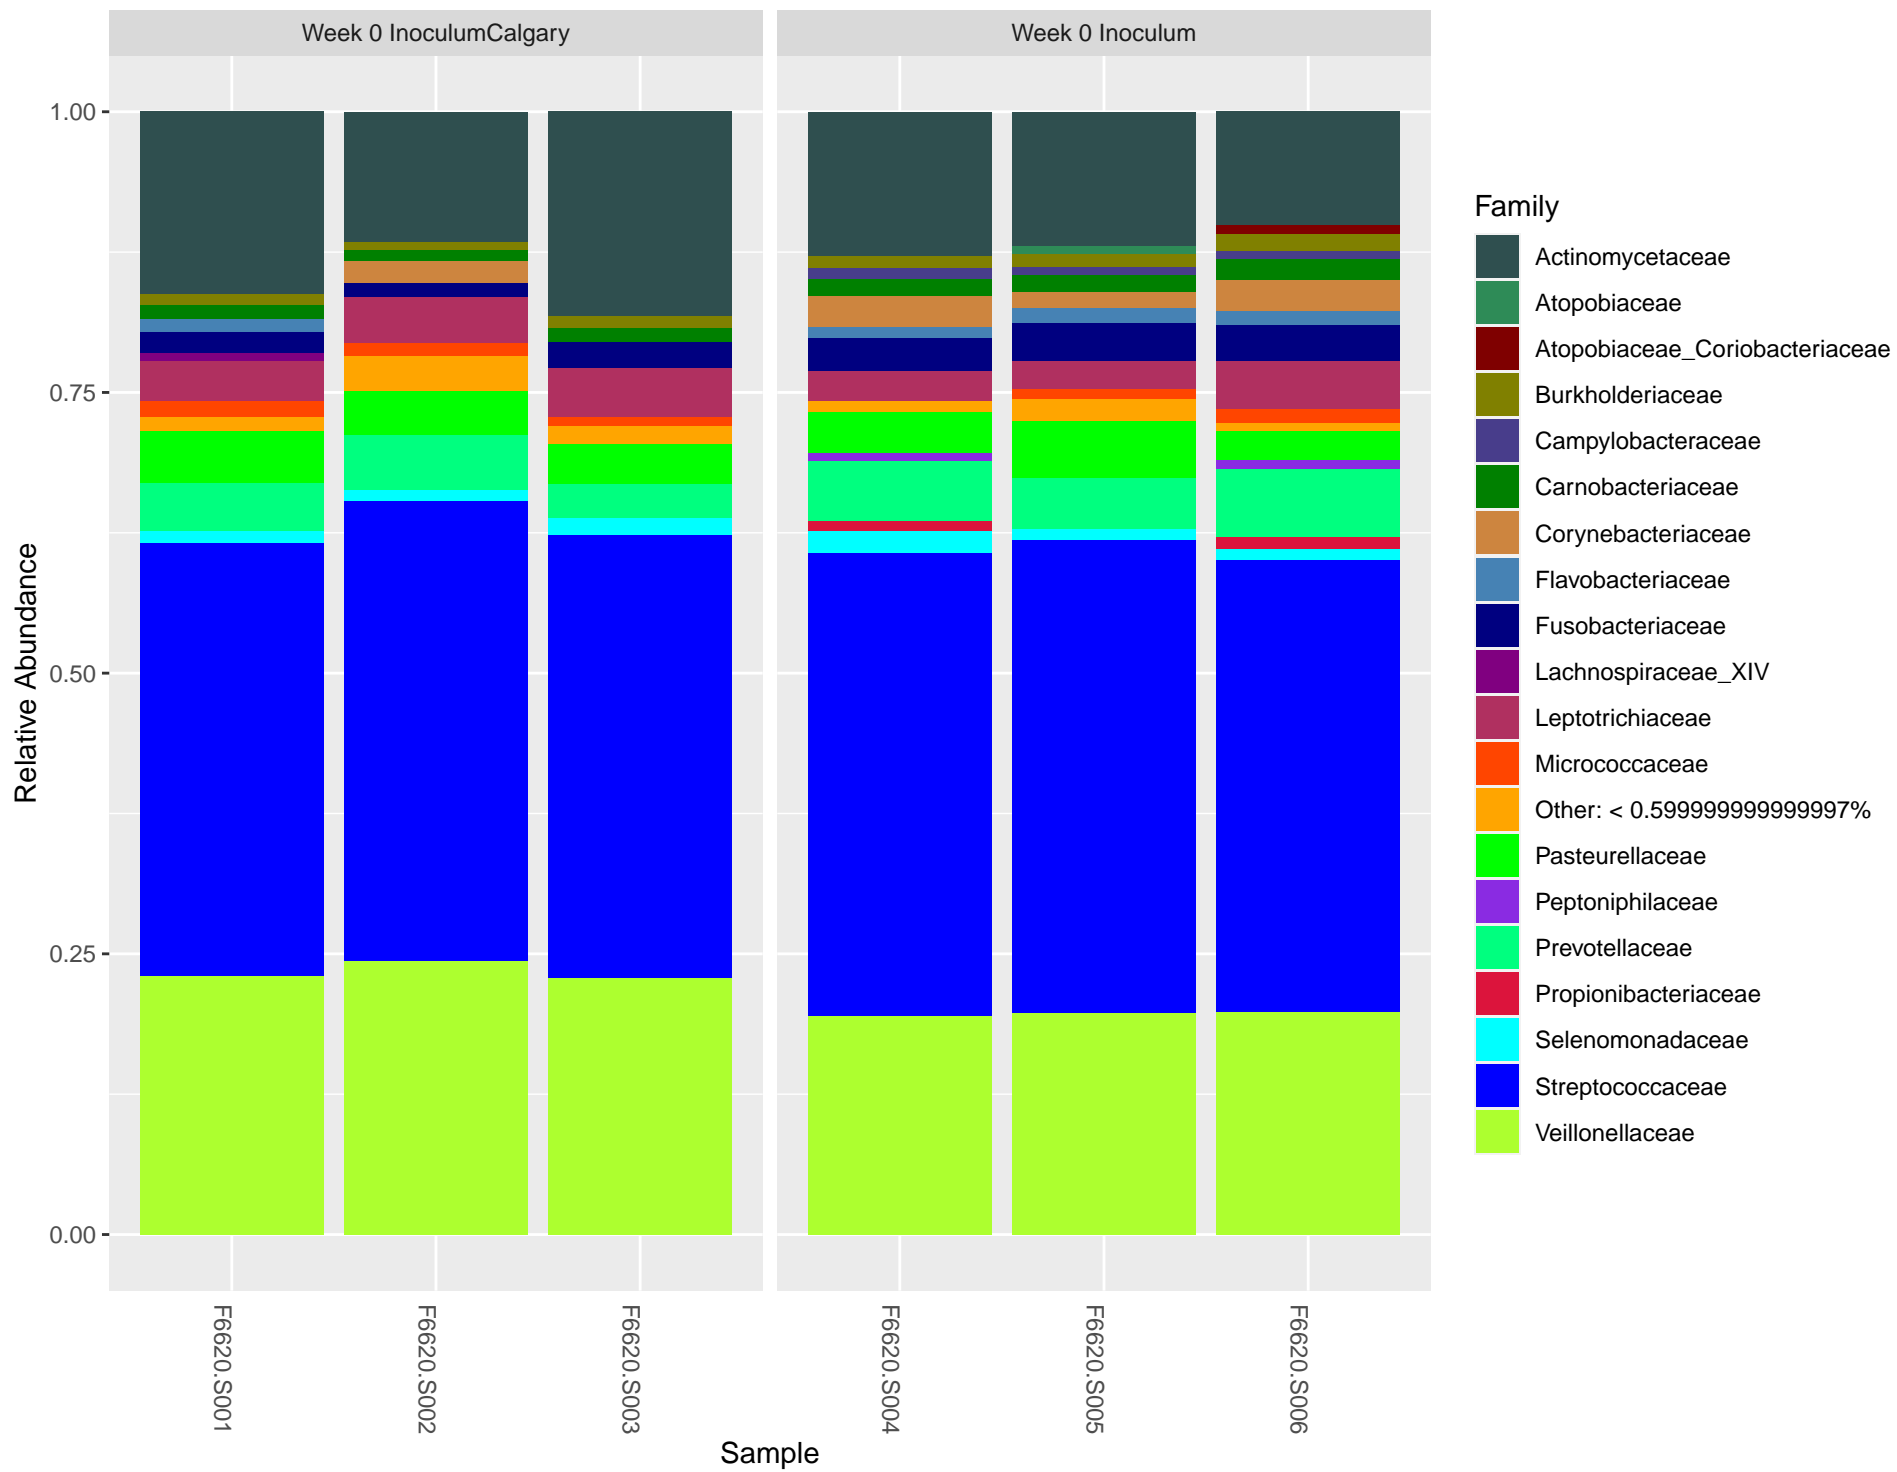 Week 0 InoculumCalgary
Week 0 Inoculum
1.00
0.75
0.50
0.25
0.00
Relative Abundance
F6620.S001
F6620.S002
F6620.S003
F6620.S004
F6620.S005
F6620.S006
Sample
Family
Actinomycetaceae
Atopobiaceae
Atopobiaceae_Coriobacteriaceae
Burkholderiaceae
Campylobacteraceae
Carnobacteriaceae
Corynebacteriaceae
Flavobacteriaceae
Fusobacteriaceae
Lachnospiraceae_XIV
Leptotrichiaceae
Micrococcaceae
Other: < 0.599999999999997%
Pasteurellaceae
Peptoniphilaceae
Prevotellaceae
Propionibacteriaceae
Selenomonadaceae
Streptococcaceae
Veillonellaceae